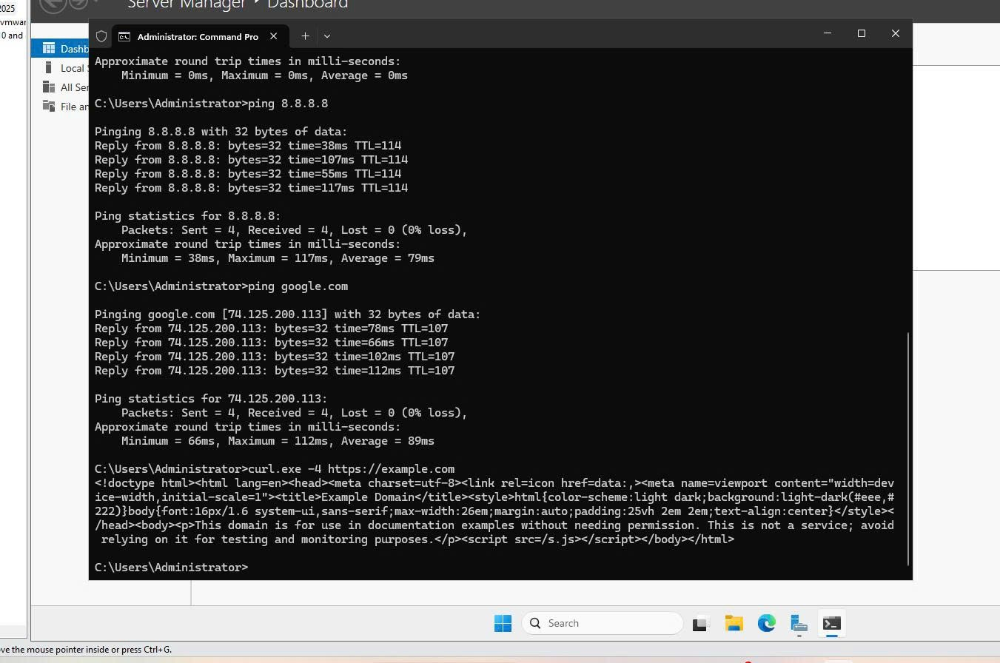 2025
Server Manager • Dashboard
vmwar
0 and
Administrator: Command Pro
Dashb
Local S
All Ser
File an
Approximate round trip times in milli-seconds:
    Minimum = 0ms, Maximum = 0ms, Average = 0ms
C:\Users\Administrator>ping 8.8.8.8
Pinging 8.8.8.8 with 32 bytes of data:
Reply from 8.8.8.8: bytes=32 time=38ms TTL=114
Reply from 8.8.8.8: bytes=32 time=107ms TTL=114
Reply from 8.8.8.8: bytes=32 time=55ms TTL=114
Reply from 8.8.8.8: bytes=32 time=117ms TTL=114
Ping statistics for 8.8.8.8:
    Packets: Sent = 4, Received = 4, Lost = 0 (0% loss),
Approximate round trip times in milli-seconds:
    Minimum = 38ms, Maximum = 117ms, Average = 79ms
C:\Users\Administrator>ping google.com
Pinging google.com [74.125.200.113] with 32 bytes of data:
Reply from 74.125.200.113: bytes=32 time=78ms TTL=107
Reply from 74.125.200.113: bytes=32 time=66ms TTL=107
Reply from 74.125.200.113: bytes=32 time=102ms TTL=107
Reply from 74.125.200.113: bytes=32 time=112ms TTL=107
Ping statistics for 74.125.200.113:
    Packets: Sent = 4, Received = 4, Lost = 0 (0% loss),
Approximate round trip times in milli-seconds:
    Minimum = 66ms, Maximum = 112ms, Average = 89ms
C:\Users\Administrator>curl.exe -4 https://example.com
<!doctype html><html lang=en><head><meta charset=utf-8><link rel=icon href=data:,><meta name=viewport content="width=dev
ice-width,initial-scale=1"><title>Example Domain</title><style>html{color-scheme:light dark;background:light-dark(#eee,#
222)}body{font:16px/1.6 system-ui,sans-serif;max-width:26em;margin:auto;padding:25vh 2em 2em;text-align:center}</style><
/head><body><p>This domain is for use in documentation examples without needing permission. This is not a service; avoid
 relying on it for testing and monitoring purposes.</p><script src=/s.js></script></body></html>
C:\Users\Administrator>
Search
ve the mouse pointer inside or press Ctrl+G.